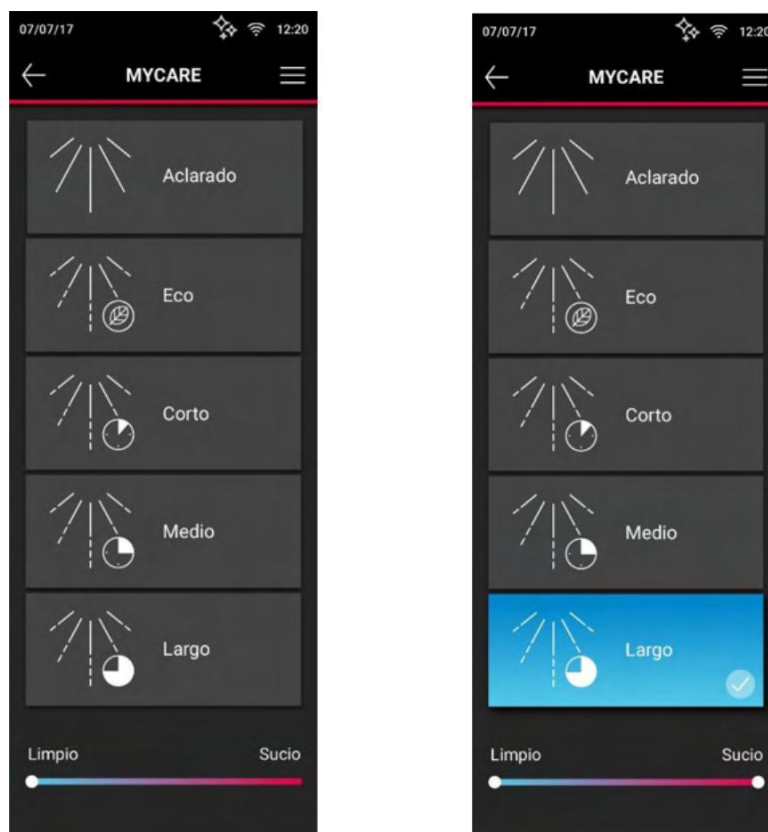 07/07/17 12:20
MYCARE
Aclarado
Eco
Corto
Medio
Largo
Limpio Sucio
07/07/17 12:20
MYCARE
Aclarado
Eco
Corto
Medio
Largo
Limpio Sucio